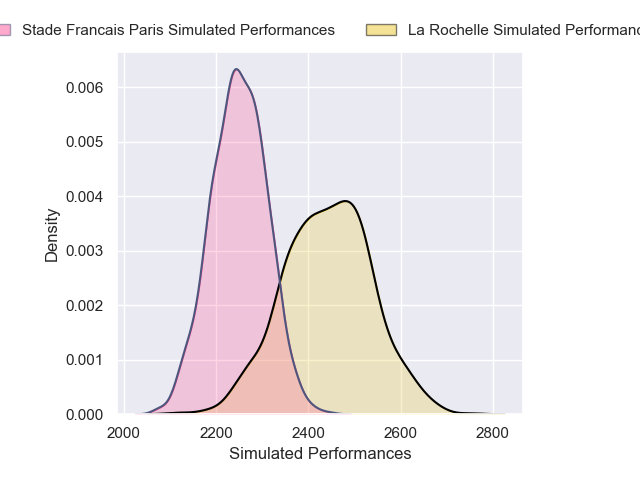 Stade Francais Paris Simulated Performances
La Rochelle Simulated
0.006
0.005
0.004
0.003
0.002
0.001
0.000
Density
2000 2200 2400 2600 2800
Simulated Performances